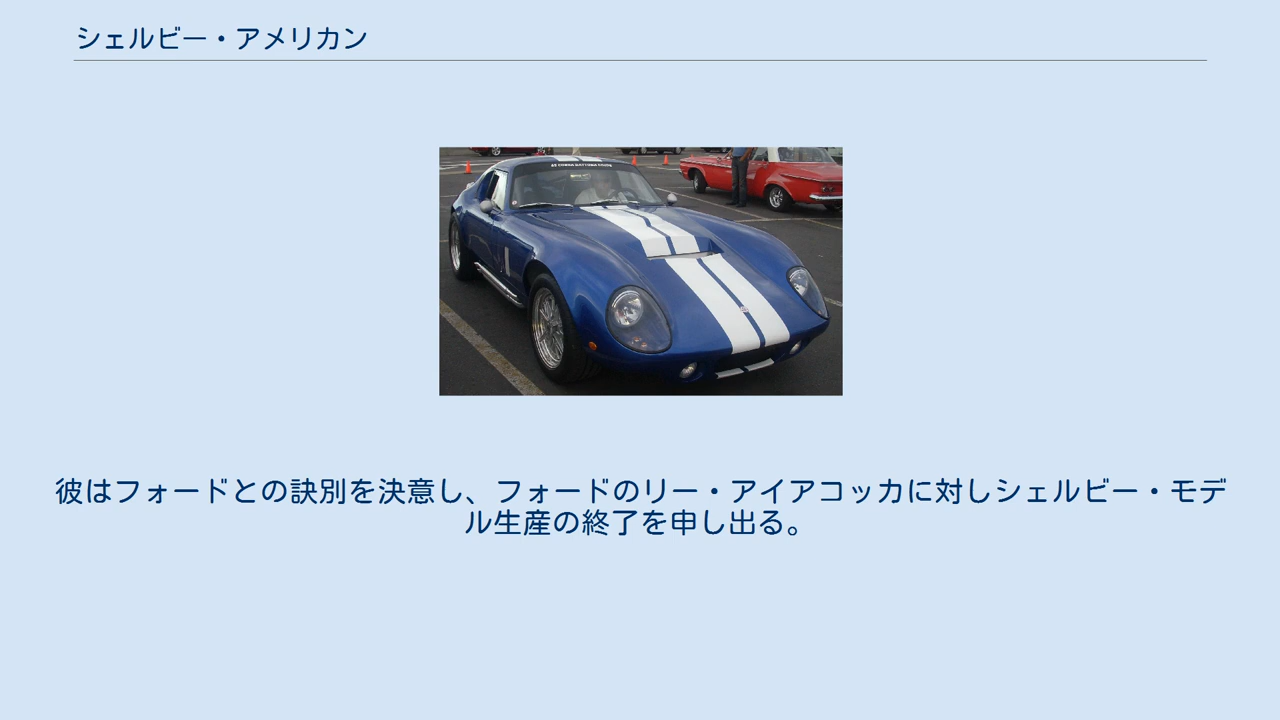 シェルビー・アメリカン
彼はフォードとの訣別を決意し、フォードのリー・アイアコッカに対しシェルビー・モデ
ル生産の終了を申し出る。